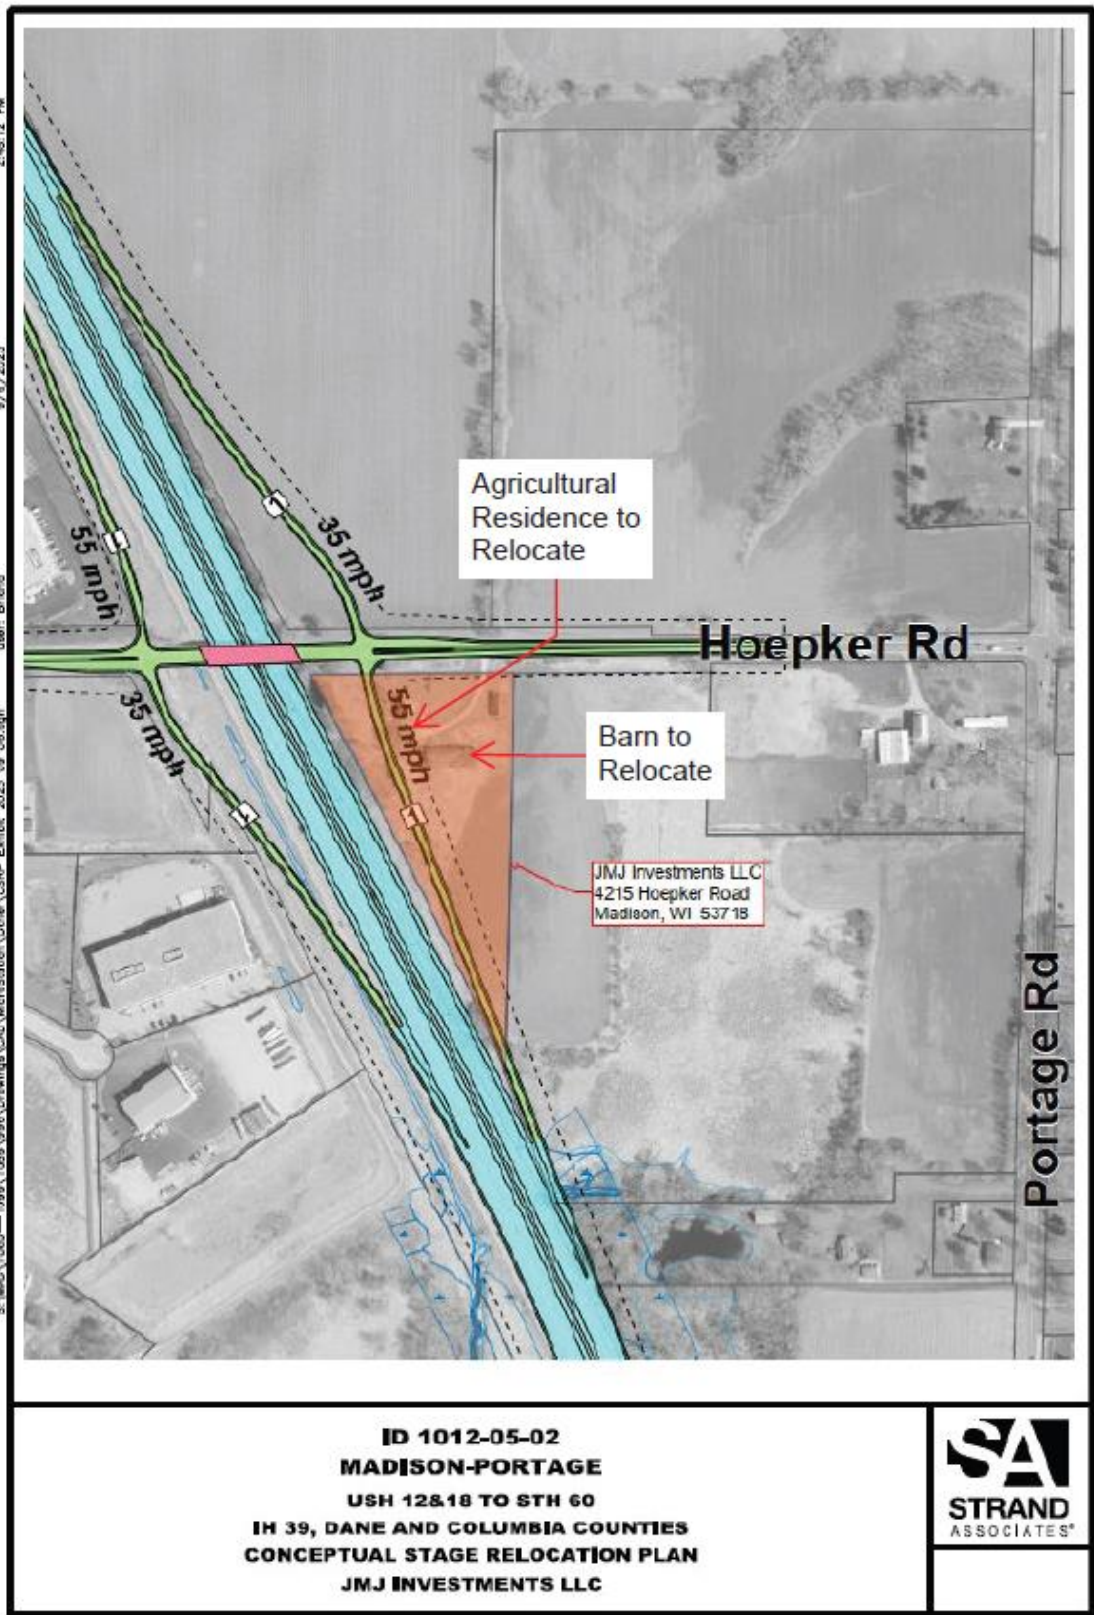 Agricultural
Residence to
Relocate
55 mph
35 mph
Hoepker Rd
35 mph
55 mph
Barn to
Relocate
JMJ Investments LLC
4215 Hoepker Road
Madison, WI 53718
Portage Rd
ID 1012-05-02
MADISON-PORTAGE
USH 12&18 TO STH 60
IH 39, DANE AND COLUMBIA COUNTIES
CONCEPTUAL STAGE RELOCATION PLAN
JMJ INVESTMENTS LLC
SA
STRAND
ASSOCIATES®